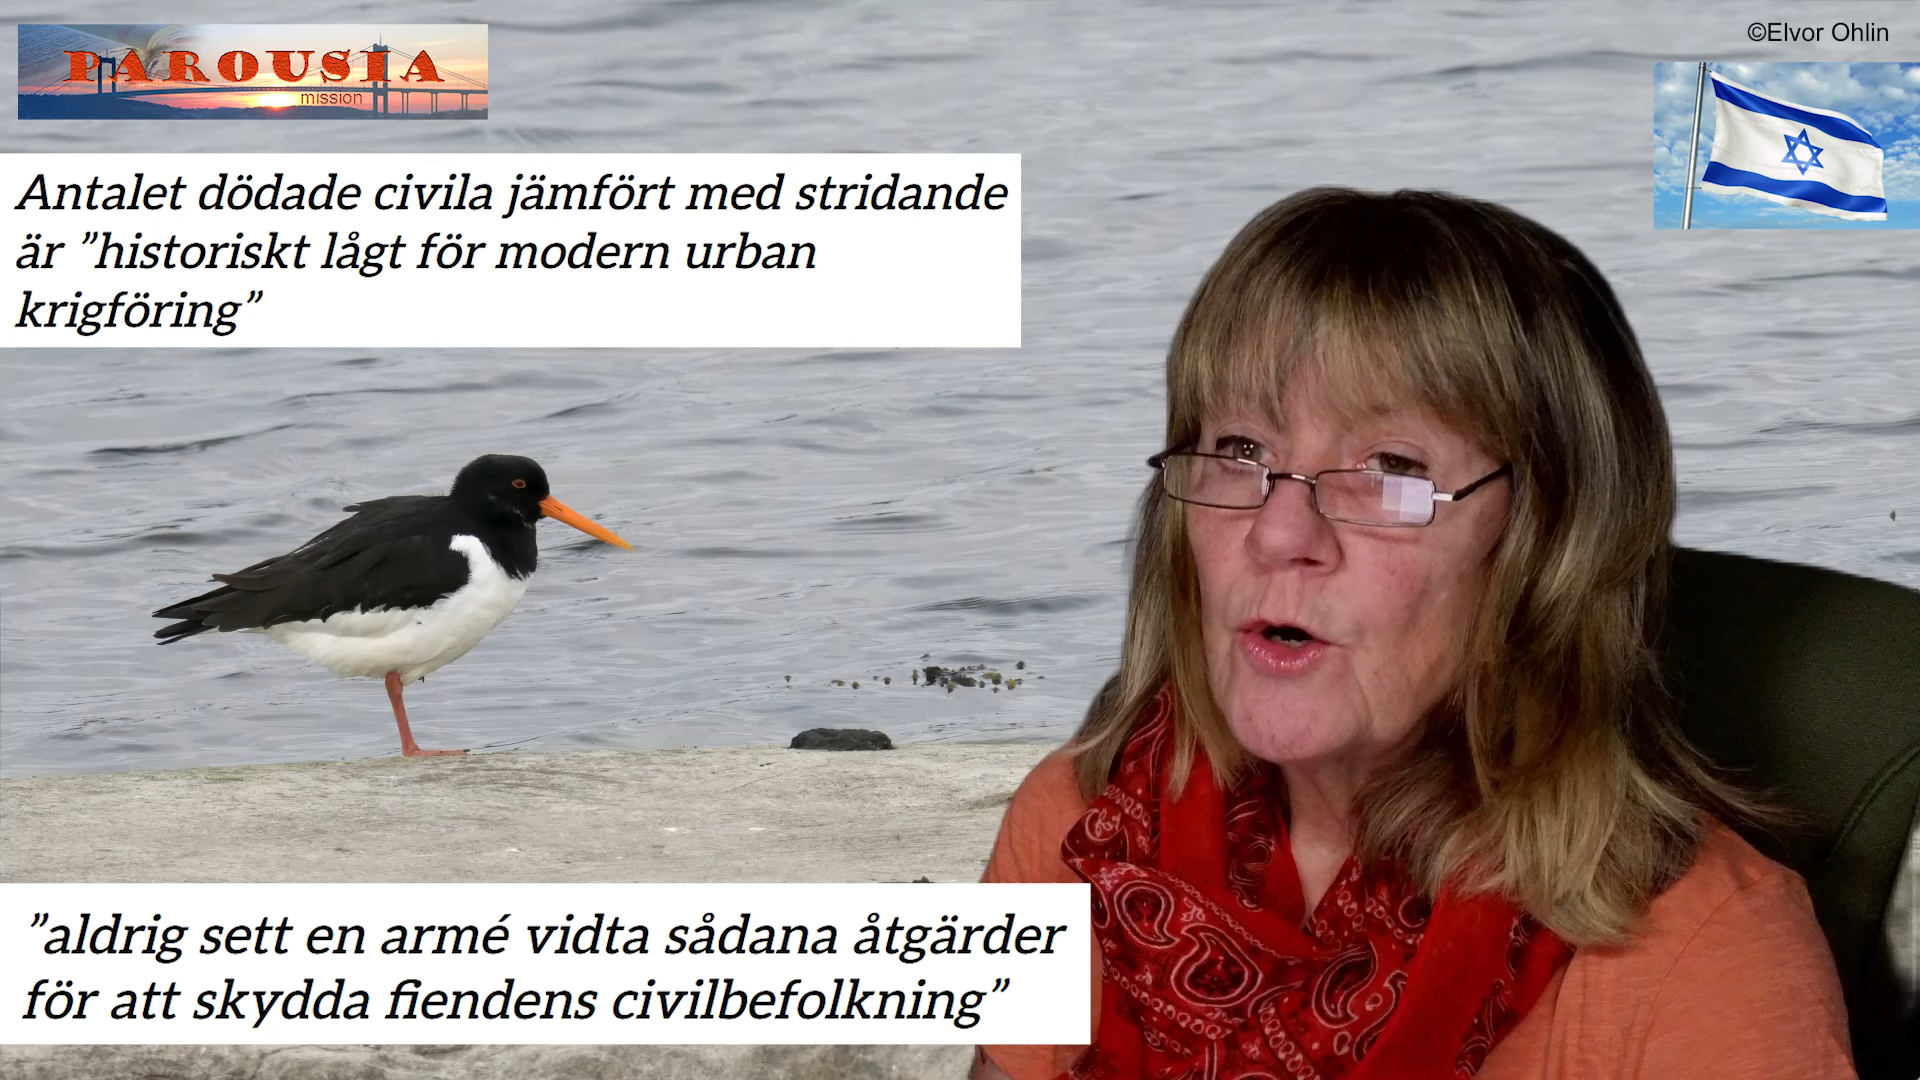 PAROUSIA
mission
©Elvor Ohlin
Antalet dödade civila jämfört med stridande
är ”historiskt lågt för modern urban
krigföring”
”aldrig sett en armé vidta sådana åtgärder
för att skydda fiendens civilbefolkning”